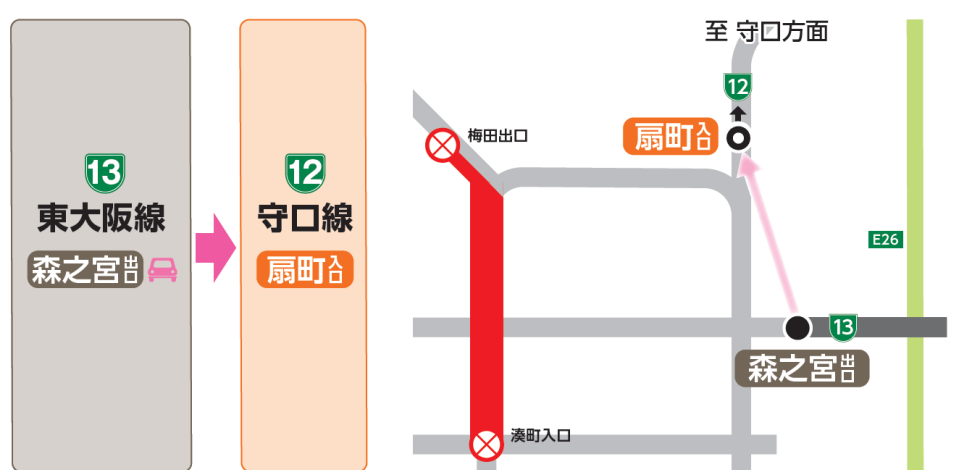 13
東大阪線
森之宮出口
12
守口線
扇町入口
至 守口方面
12
梅田出口
扇町入口
E26
13
森之宮出口
湊町入口